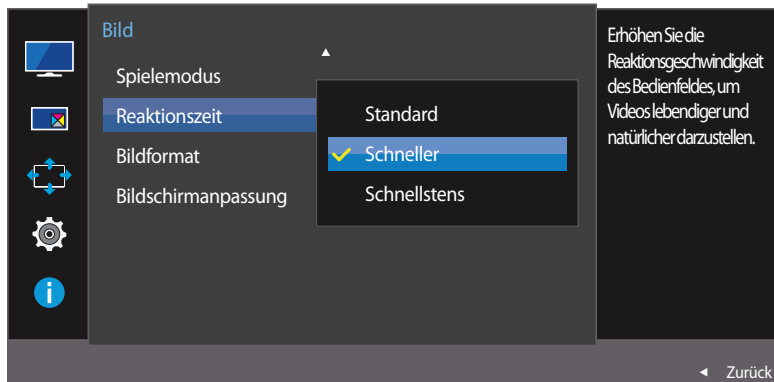 Bild
Spielemodus
Reaktionszeit
Bildformat
Bildschirmanpassung
Standard
Schneller
Schnellstens
Erhöhen Sie die
Reaktionsgeschwindigkeit
des Bedienfeldes, um
Videos lebendiger und
natürlicher darzustellen.
Zurück